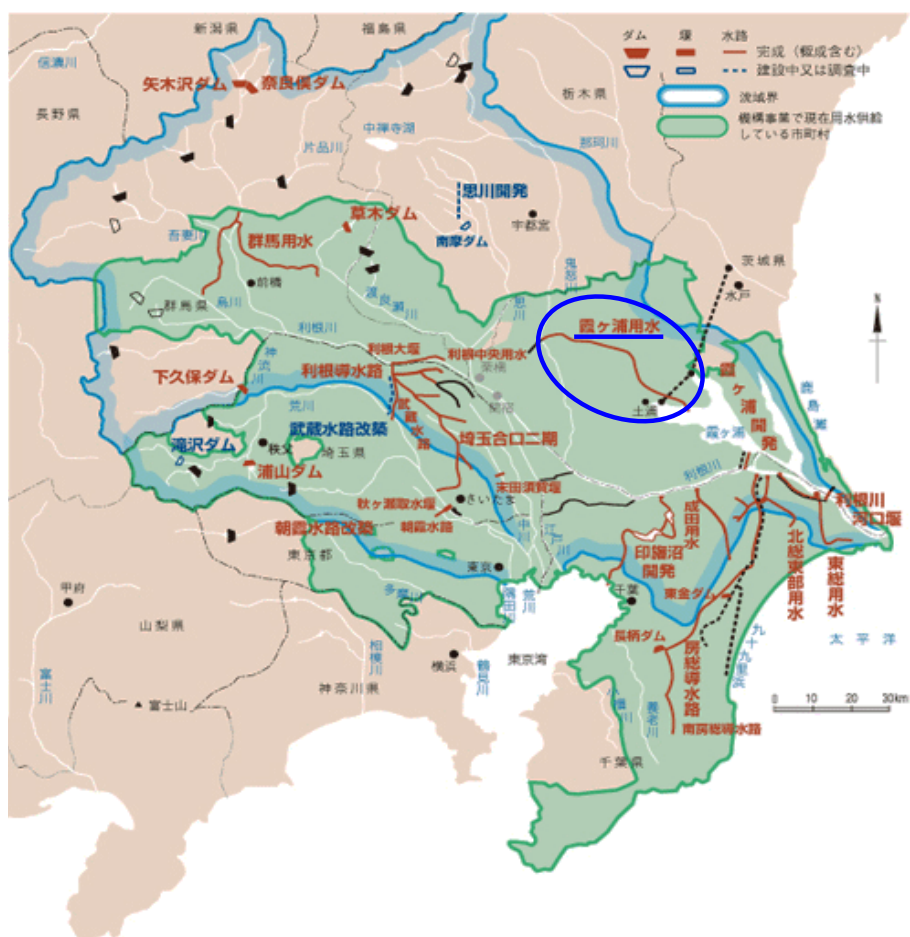 新潟県
福島県
ダム 堰 水路
完成（概成含む）
建設中又は調査中
流域界
機構事業で現在用水供給
している市町村
信濃川
矢木沢ダム
奈良俣ダム
栃木県
長野県
中禅寺湖
片品川
那珂川
思川開発
草木ダム
宇都宮
南摩ダム
吾妻川
群馬用水
鬼怒川
茨城県
前橋
水戸
群馬県
烏川
渡良瀬川
思川
利根川
霞ヶ浦用水
N
神流川
利根大堰
利根中央用水
栗橋
下久保ダム
利根導水路
霞ヶ浦開発
鹿島灘
荒川
武蔵水路
土浦
霞ヶ浦
滝沢ダム
武蔵水路改築
秩父
埼玉県
埼玉合口二期
浦山ダム
利根川
末田須賀堰
さいたま
秋ヶ瀬取水堰
成田用水
利根川
河口堰
朝霞水路改築
朝霞水路
中川
江戸川
東京都
印旛沼
開発
北総東部用水
東総用水
東京
甲府
多摩川
隅田川
荒川
千葉
東金ダム
山梨県
長柄ダム
九十九里浜
太平洋
相模川
横浜
鶴見川
東京湾
房総導水路
富士川
神奈川県
小櫃川
養老川
0 10 20 30km
富士山
南房総導水路
千葉県